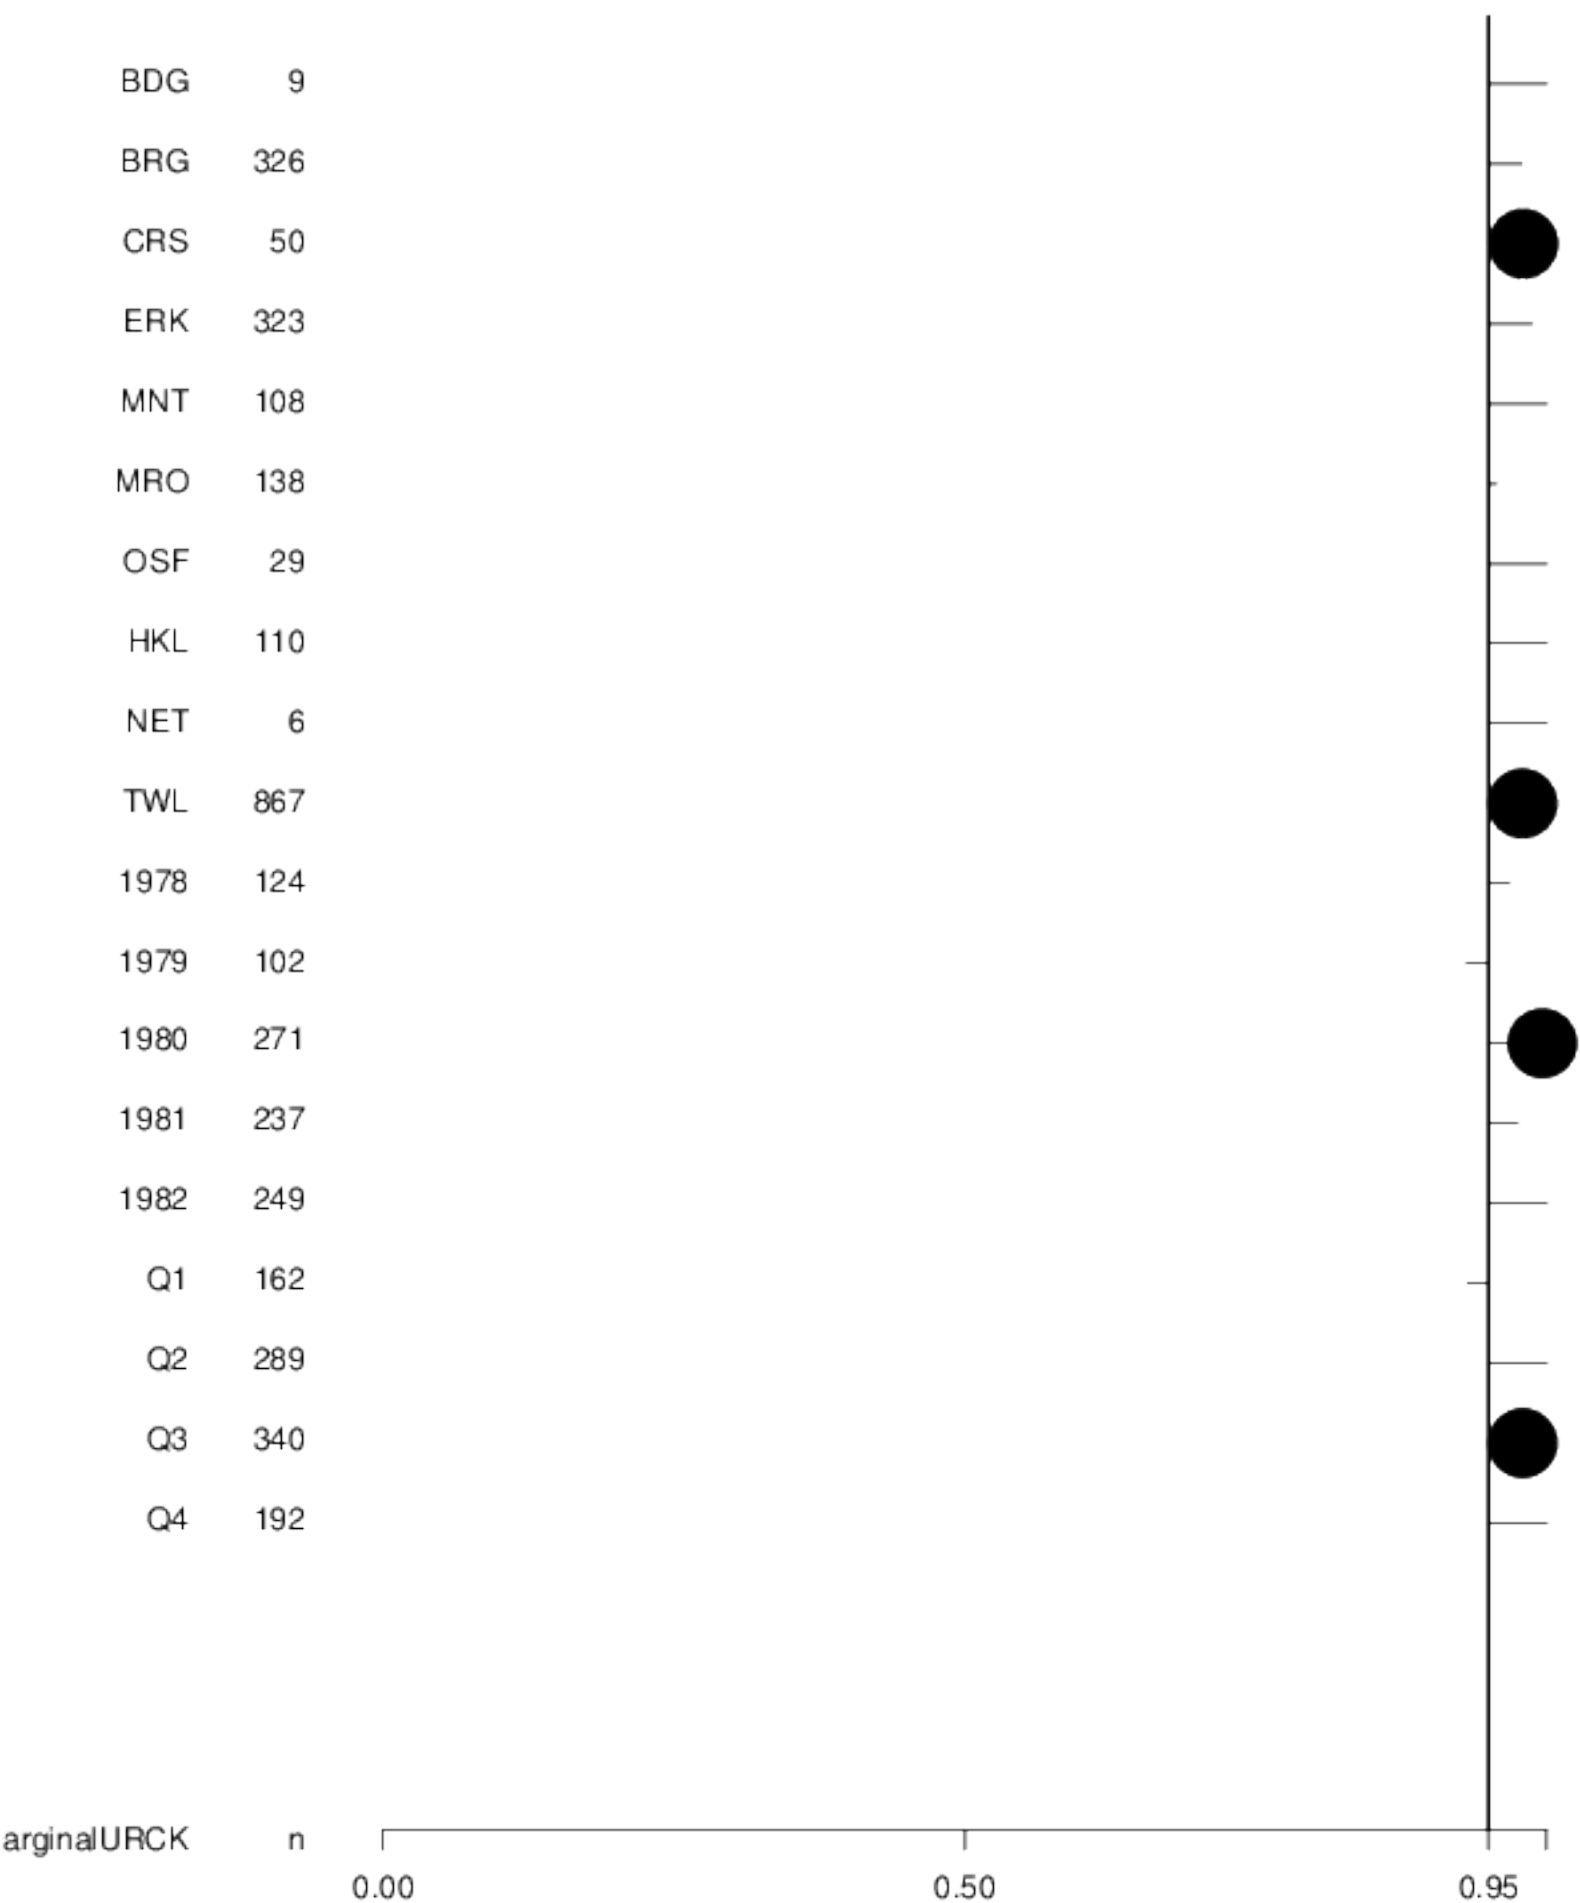 BDG 9
BRG 326
CRS 50
ERK 323
MNT 108
MRO 138
OSF 29
HKL 110
NET 6
TWL 867
1978 124
1979 102
1980 271
1981 237
1982 249
Q1 162
Q2 289
Q3 340
Q4 192
arginalURCK n
0.00 0.50 0.95